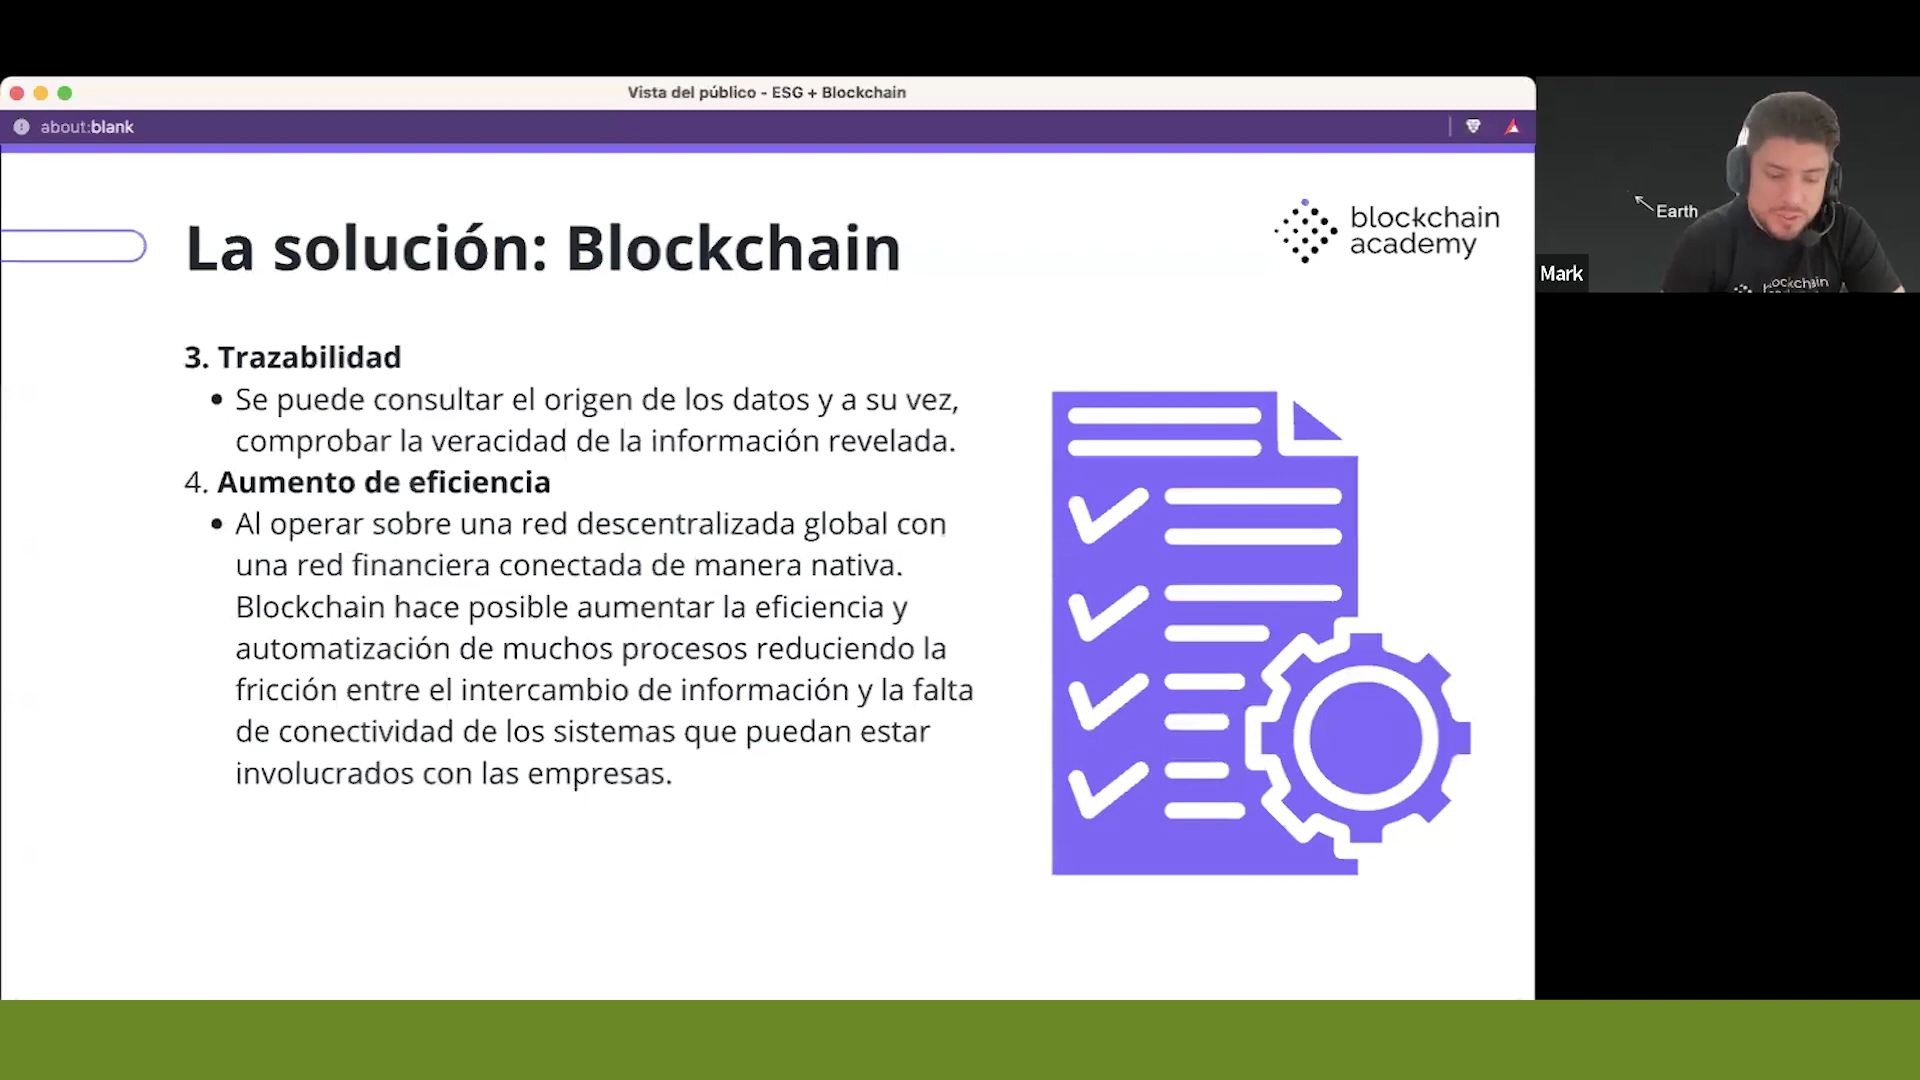 Vista del público - ESG + Blockchain
about:blank
La solución: Blockchain
blockchain
academy
Earth
Mark
3. Trazabilidad
• Se puede consultar el origen de los datos y a su vez,
comprobar la veracidad de la información revelada.
4. Aumento de eficiencia
• Al operar sobre una red descentralizada global con
una red financiera conectada de manera nativa.
Blockchain hace posible aumentar la eficiencia y
automatización de muchos procesos reduciendo la
fricción entre el intercambio de información y la falta
de conectividad de los sistemas que puedan estar
involucrados con las empresas.